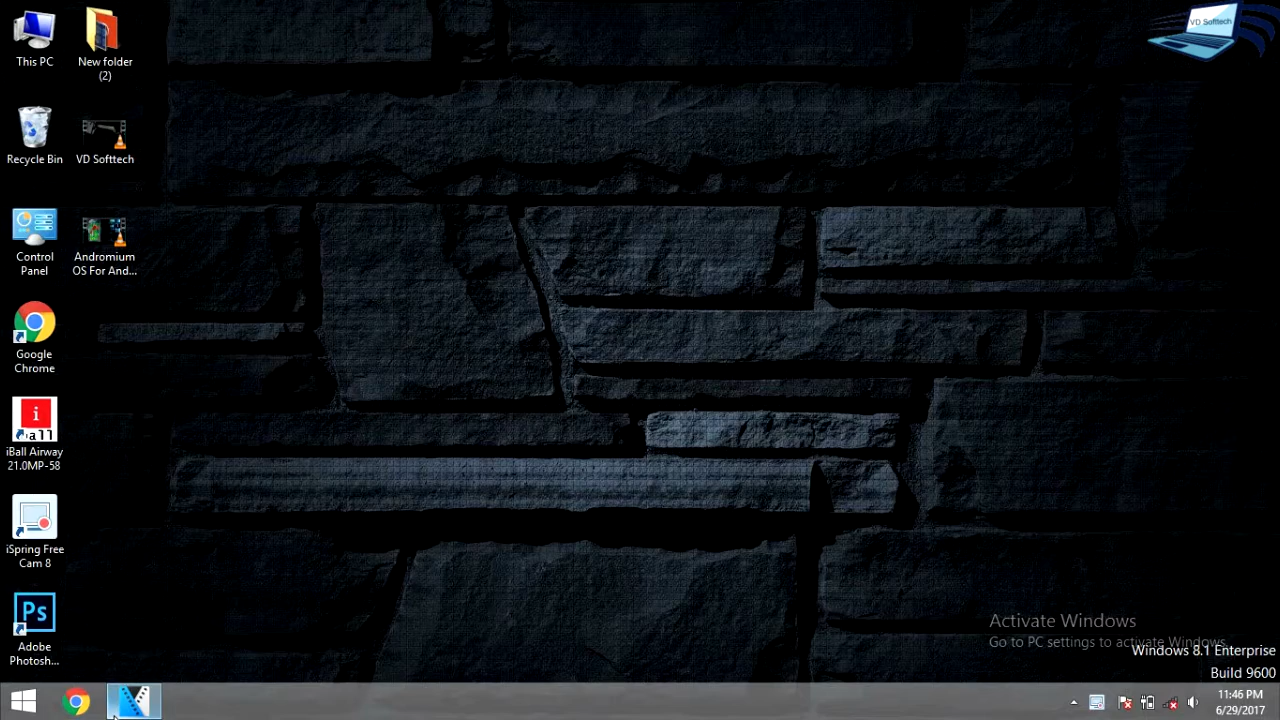 This PC
New folder
(2)
VD Softtech
Recycle Bin
VD Softtech
Control
Panel
Andromium
OS For And...
Google
Chrome
i
iBall Airway
21.0MP-58
iSpring Free
Cam 8
Ps
Adobe
Photosh...
Activate Windows
Go to PC settings to activate Windows.
Windows 8.1 Enterprise
Build 9600
11:46 PM
6/29/2017